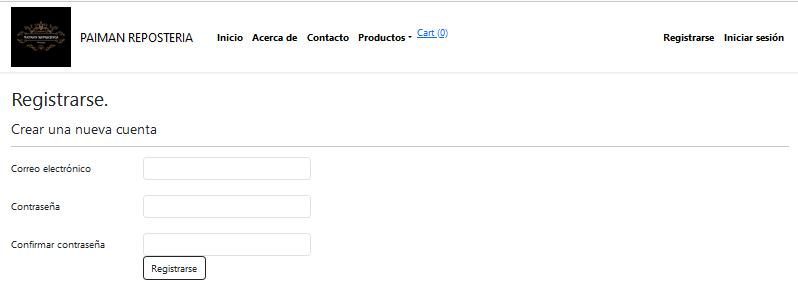 PAIMAN REPOSTERIA Inicio Acerca de Contacto Productos Cart (0) Registrarse Iniciar sesión
Registrarse.
Crear una nueva cuenta
Correo electrónico
Contraseña
Confirmar contraseña
Registrarse